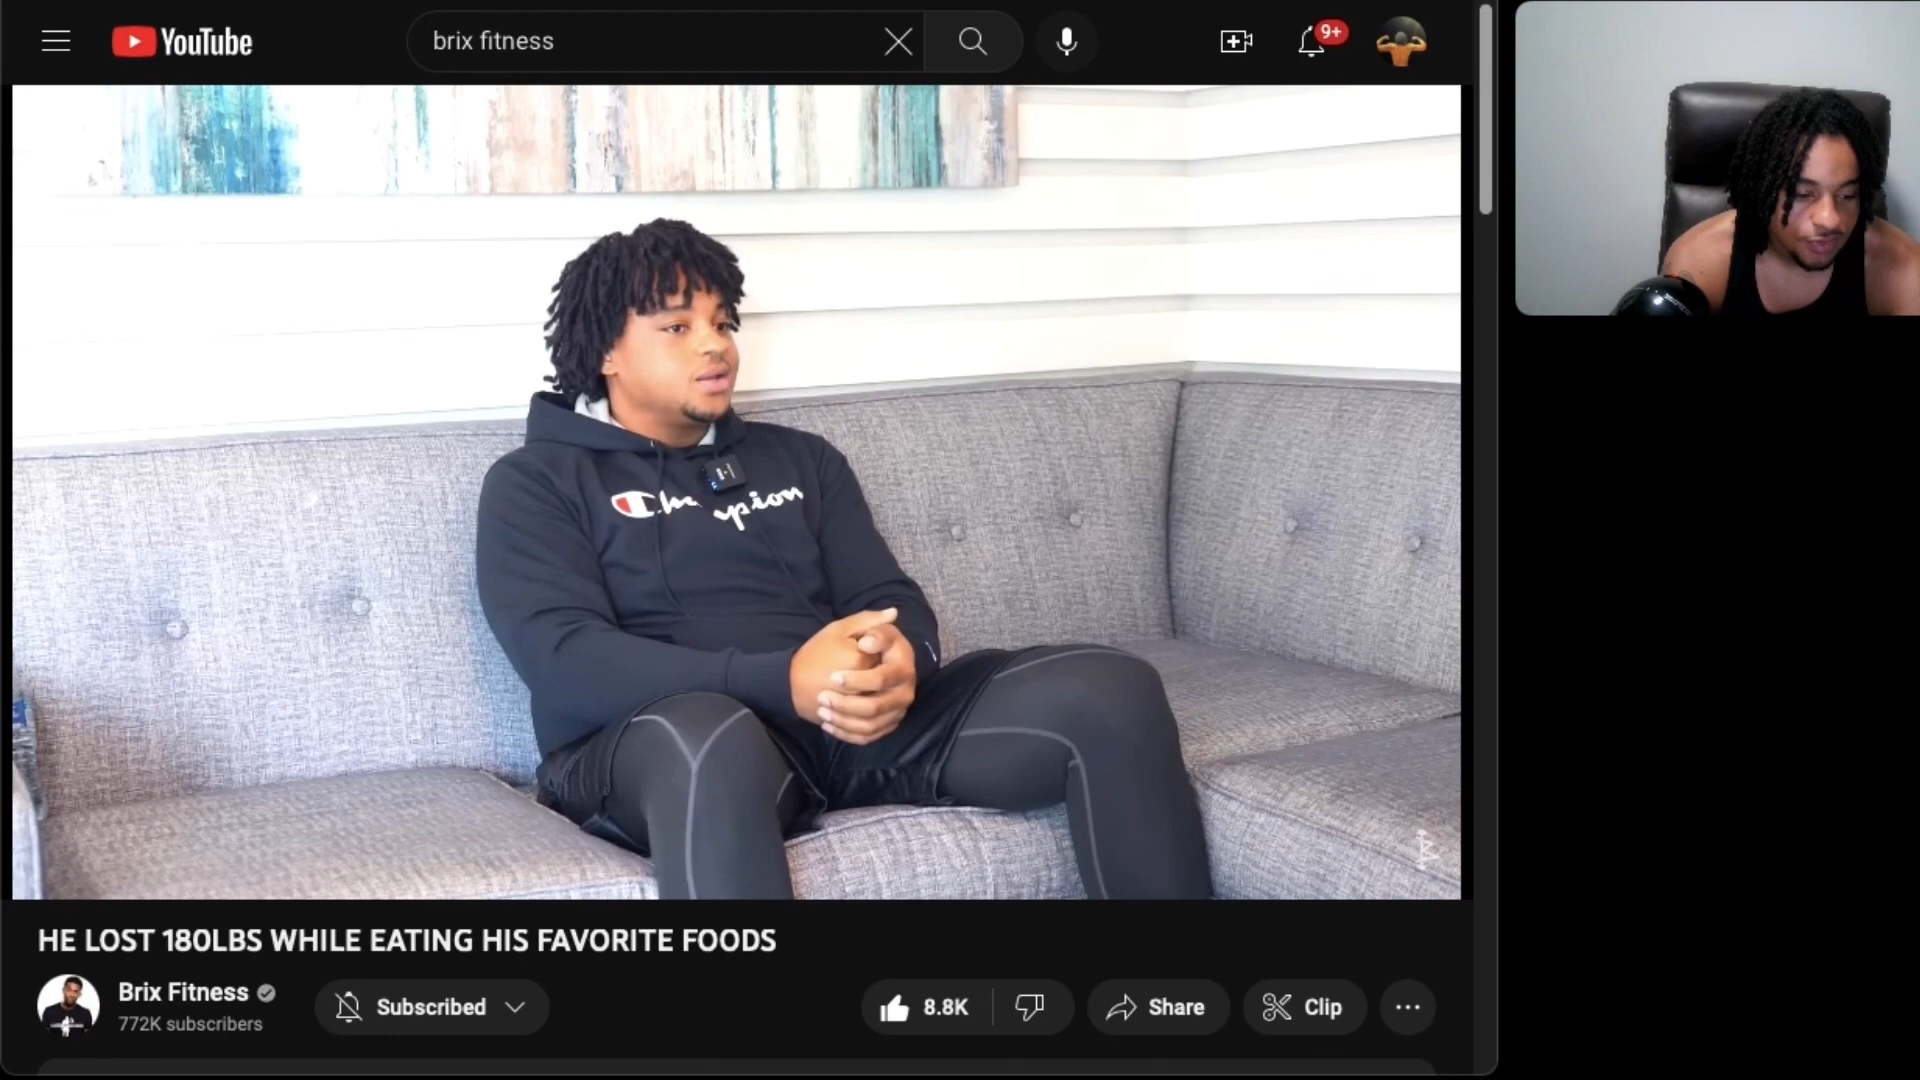 YouTube
brix fitness
9+
Champion
HE LOST 180LBS WHILE EATING HIS FAVORITE FOODS
Brix Fitness
772K subscribers
Subscribed
8.8K
Share
Clip